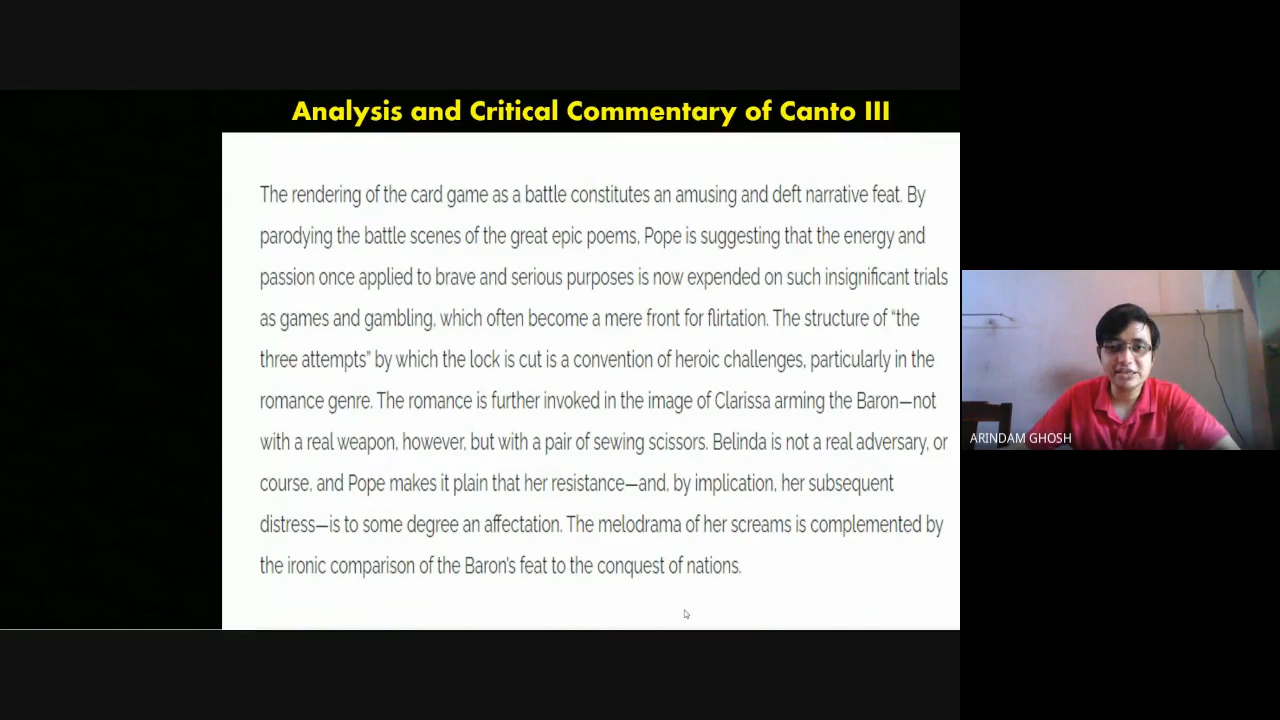 Analysis and Critical Commentary of Canto III
The rendering of the card game as a battle constitutes an amusing and deft narrative feat. By
parodying the battle scenes of the great epic poems, Pope is suggesting that the energy and
passion once applied to brave and serious purposes is now expended on such insignificant trials
as games and gambling, which often become a mere front for flirtation. The structure of “the
three attempts” by which the lock is cut is a convention of heroic challenges, particularly in the
romance genre. The romance is further invoked in the image of Clarissa arming the Baron—not
with a real weapon, however, but with a pair of sewing scissors. Belinda is not a real adversary, or
course, and Pope makes it plain that her resistance—and, by implication, her subsequent
distress—is to some degree an affectation. The melodrama of her screams is complemented by
the ironic comparison of the Baron’s feat to the conquest of nations.
ARINDAM GHOSH